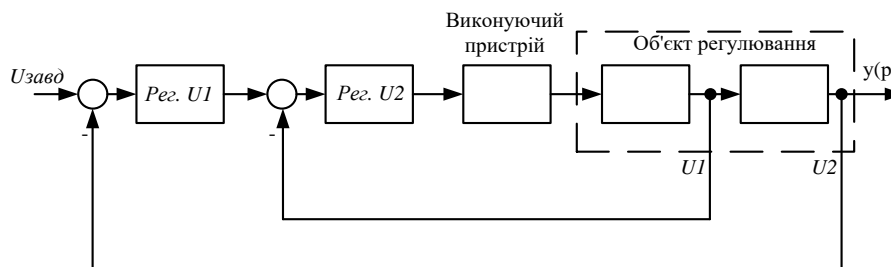 Виконуючий
пристрій
Об'єкт регулювання
Uзавд
Рег. U1
Рег. U2
y(p
-
-
U1
U2